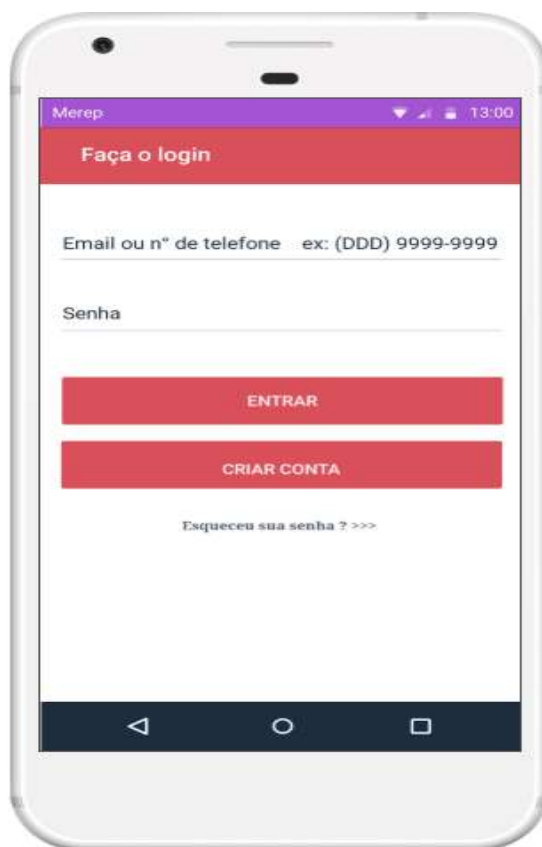 Merep 13:00
Faça o login
Email ou n° de telefone ex: (DDD) 9999-9999
Senha
ENTRAR
CRIAR CONTA
Esqueceu sua senha ? >>>